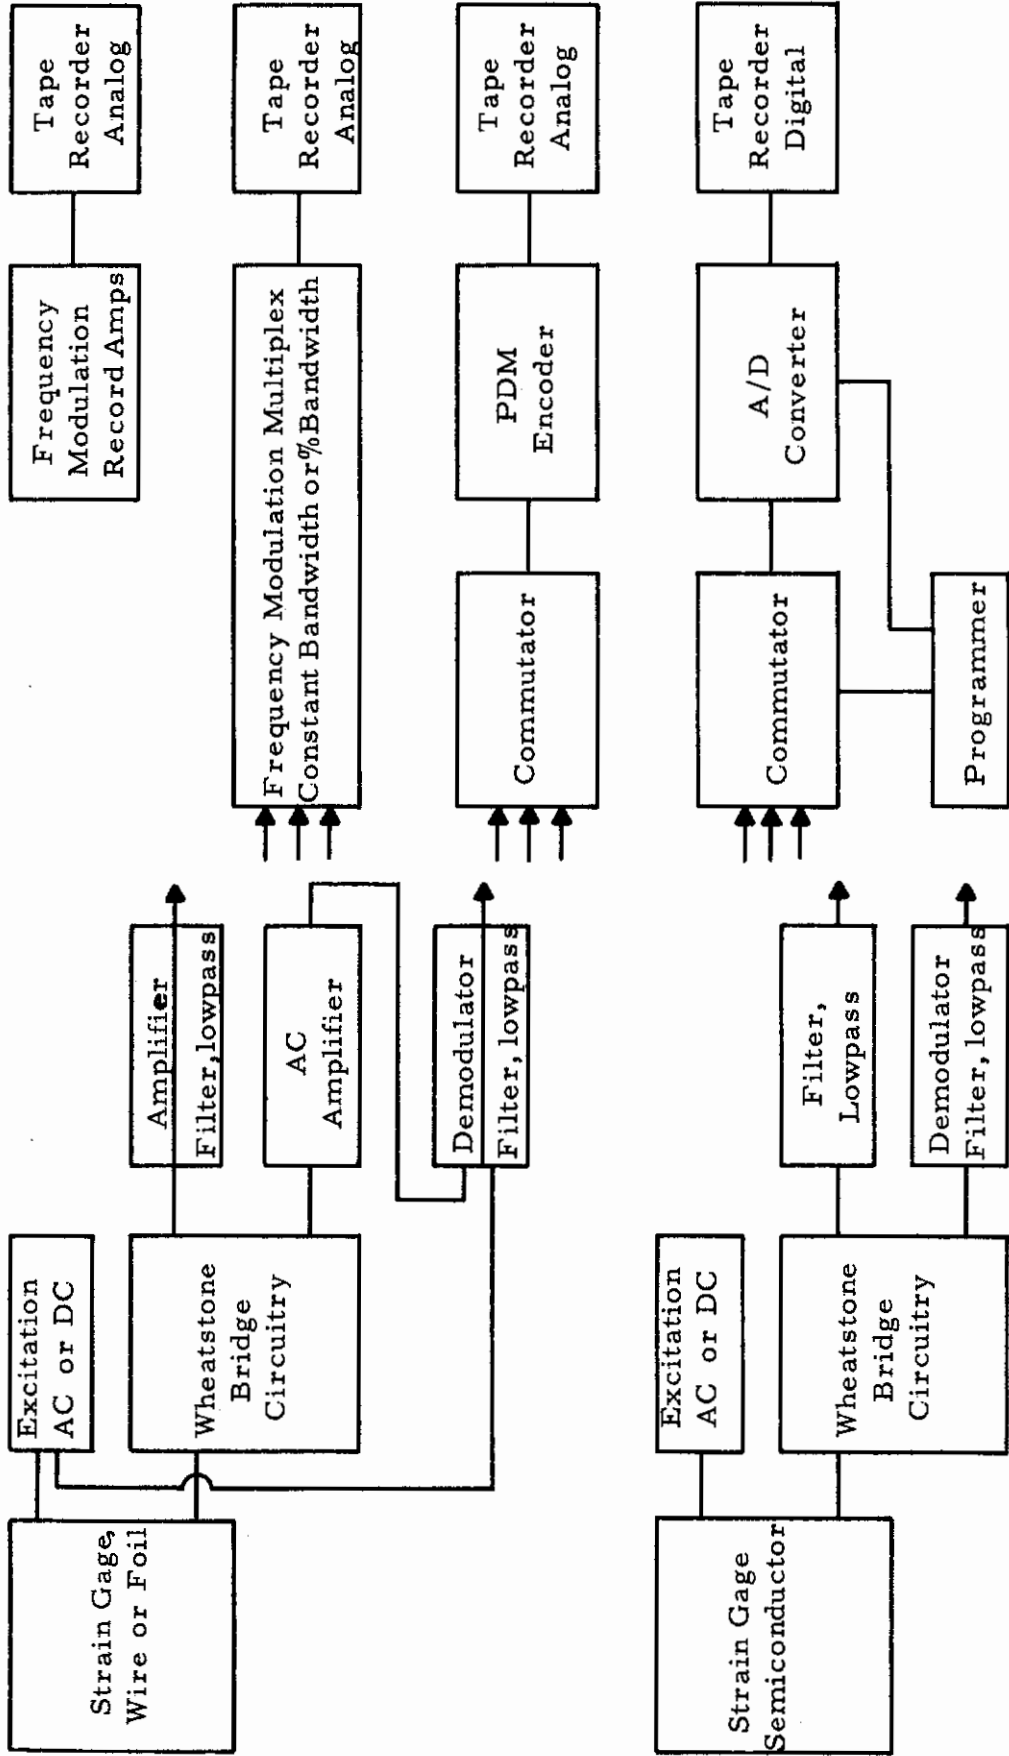 Strain Gage,
Wire or Foil
Excitation
AC or DC
Wheatstone
Bridge
Circuitry
Amplifier
Filter,lowpass
AC
Amplifier
Demodulator
Filter, lowpass
Frequency
Modulation
Record Amps
Tape
Recorder
Analog
Frequency Modulation Multiplex
Constant Bandwidth or%Bandwidth
Tape
Recorder
Analog
Commutator
PDM
Encoder
Tape
Recorder
Analog
Strain Gage
Semiconductor
Excitation
AC or DC
Wheatstone
Bridge
Circuitry
Filter,
Lowpass
Demodulator
Filter, lowpass
Commutator
A/D
Converter
Tape
Recorder
Digital
Programmer